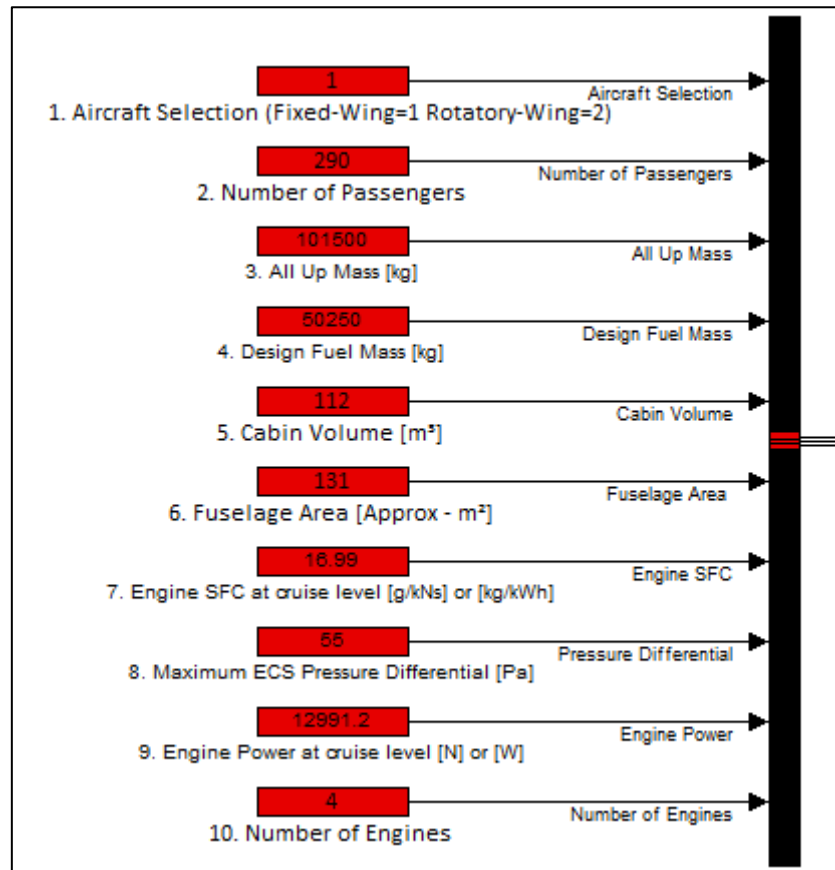 1
Aircraft Selection
1. Aircraft Selection (Fixed-Wing=1 Rotatory-Wing=2)
290
Number of Passengers
2. Number of Passengers
101500
All Up Mass
3. All Up Mass [kg]
50250
Design Fuel Mass
4. Design Fuel Mass [kg]
112
Cabin Volume
5. Cabin Volume [m³]
131
Fuselage Area
6. Fuselage Area [Approx - m²]
16.99
Engine SFC
7. Engine SFC at cruise level [g/kNs] or [kg/kWh]
55
Pressure Differential
8. Maximum ECS Pressure Differential [Pa]
12991.2
Engine Power
9. Engine Power at cruise level [N] or [W]
4
Number of Engines
10. Number of Engines